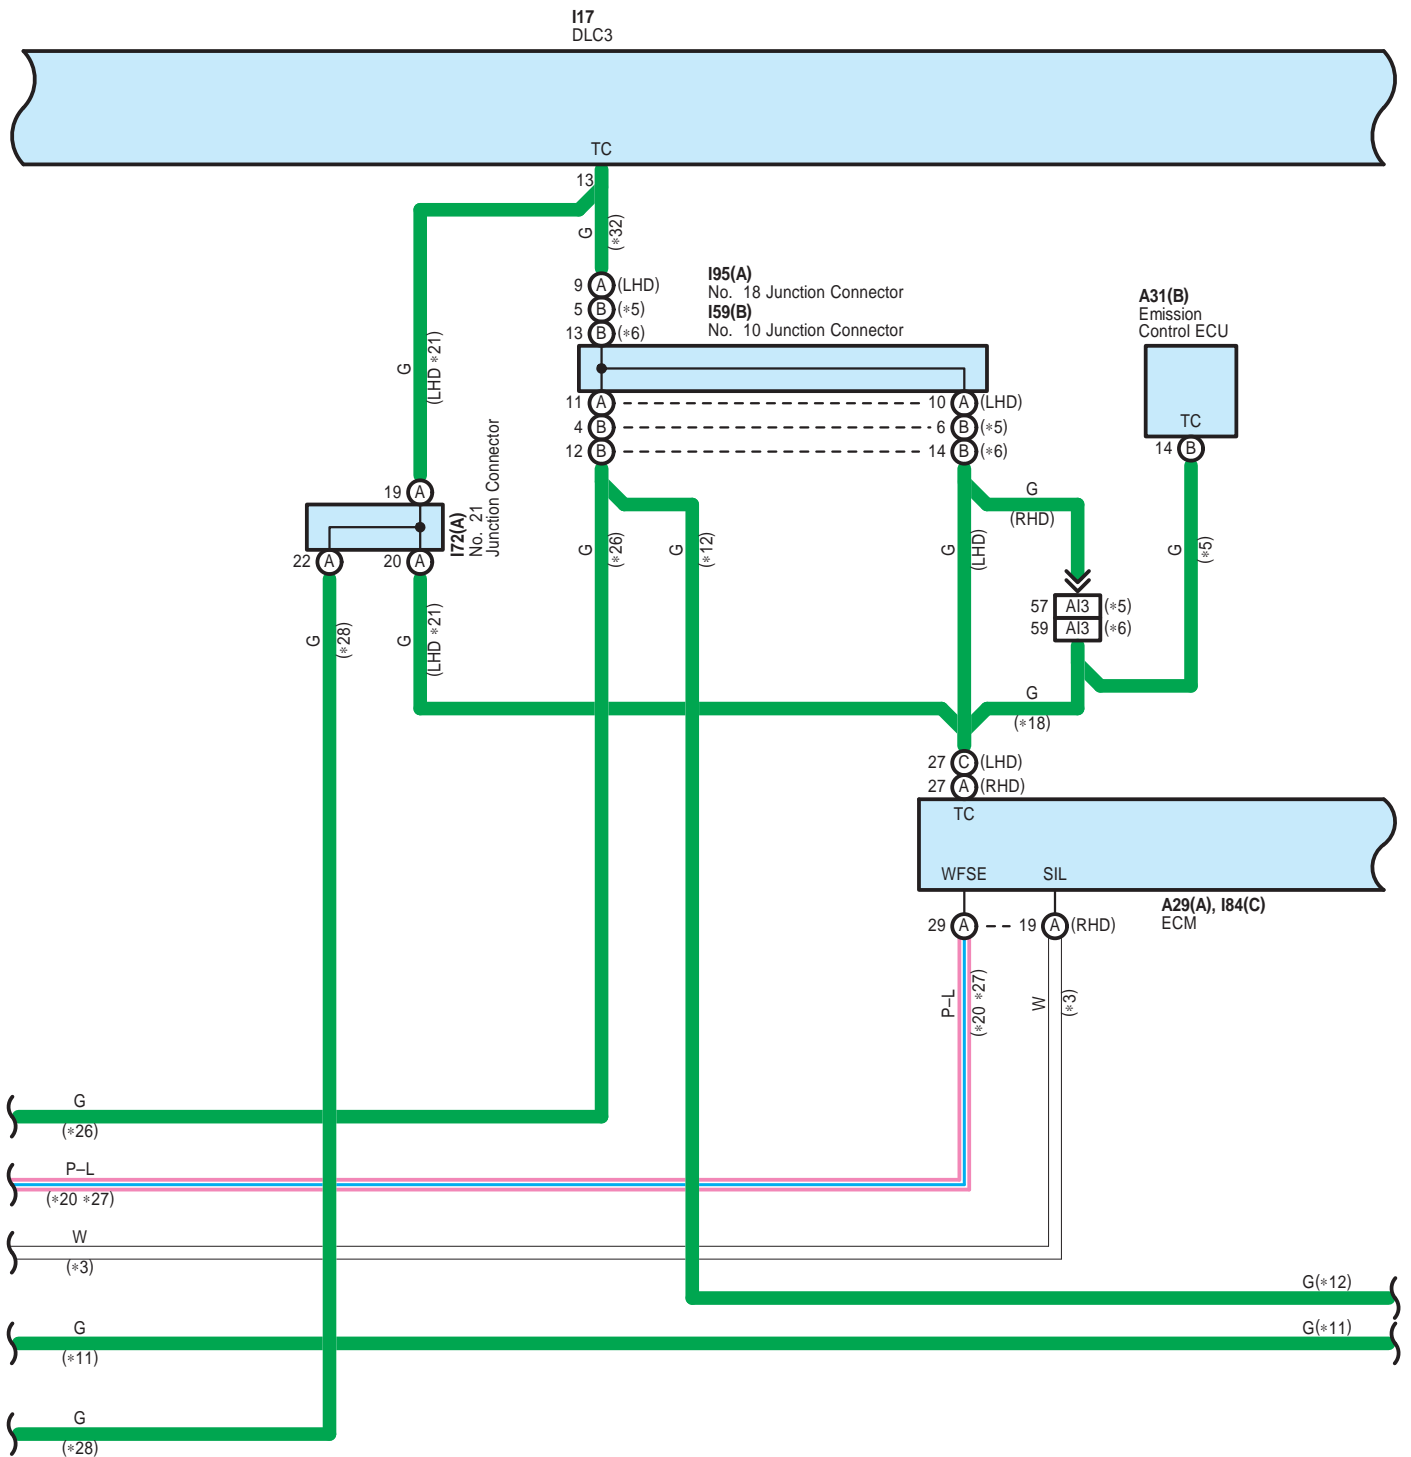 I17
DLC3
TC
13
G
(*32)
9 A (LHD)
5 B (*5)
13 B (*6)
I95(A)
No. 18 Junction Connector
I59(B)
No. 10 Junction Connector
A31(B)
Emission
Control ECU
TC
14 B
G
(LHD *21)
11 A
10 A (LHD)
4 B
6 B (*5)
12 B
14 B (*6)
19 A
I72(A)
No. 21
Junction Connector
22 A
20 A
G
(*26)
G
(*12)
G
(LHD)
G
(RHD)
G
(*5)
57 AI3 (*5)
59 AI3 (*6)
G
(*28)
G
(LHD *21)
G
(*18)
27 C (LHD)
27 A (RHD)
TC
WFSE
SIL
A29(A), I84(C)
ECM
29 A
19 A (RHD)
P–L
(*20 *27)
W
(*3)
G
(*26)
P–L
(*20 *27)
W
(*3)
G(*12)
G
(*11)
G(*11)
G
(*28)